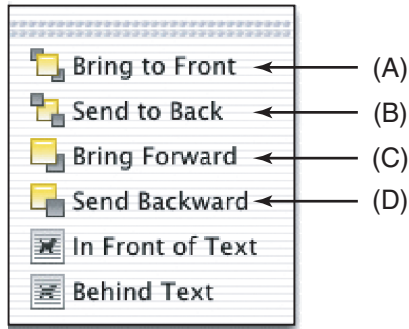 Bring to Front (A)
Send to Back (B)
Bring Forward (C)
Send Backward (D)
In Front of Text
Behind Text